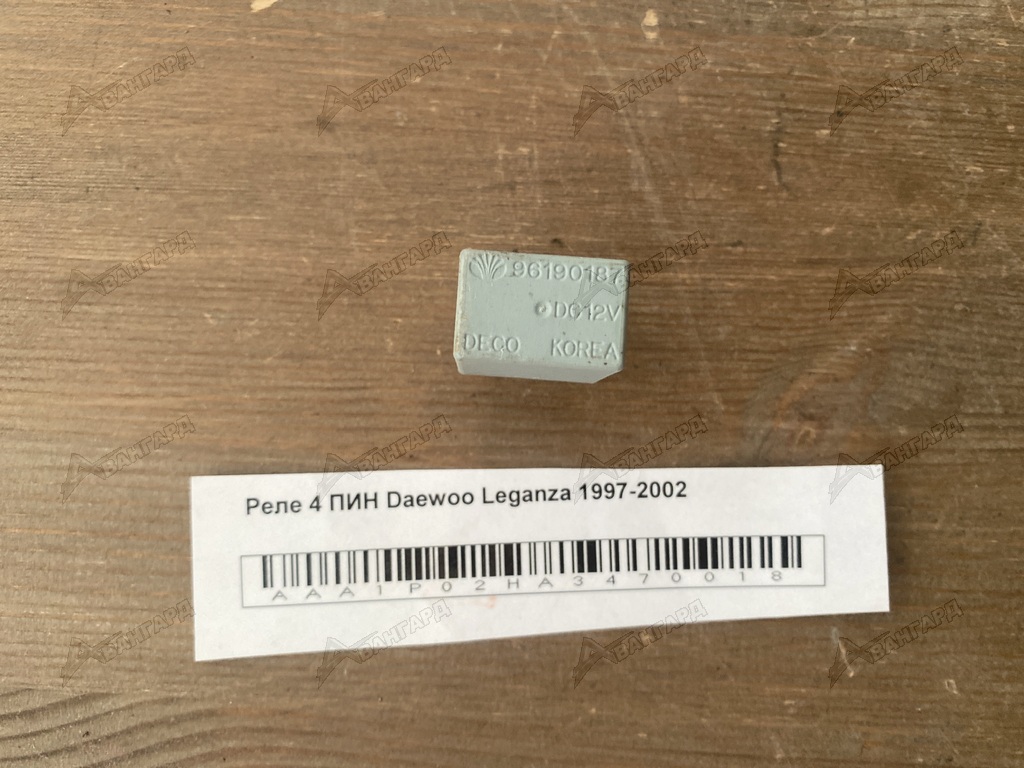 96190187
DC12V
DECO KOREA
Реле 4 ПИН Daewoo Leganza 1997-2002
AAA1P02HA3470018
АВАНГАРД